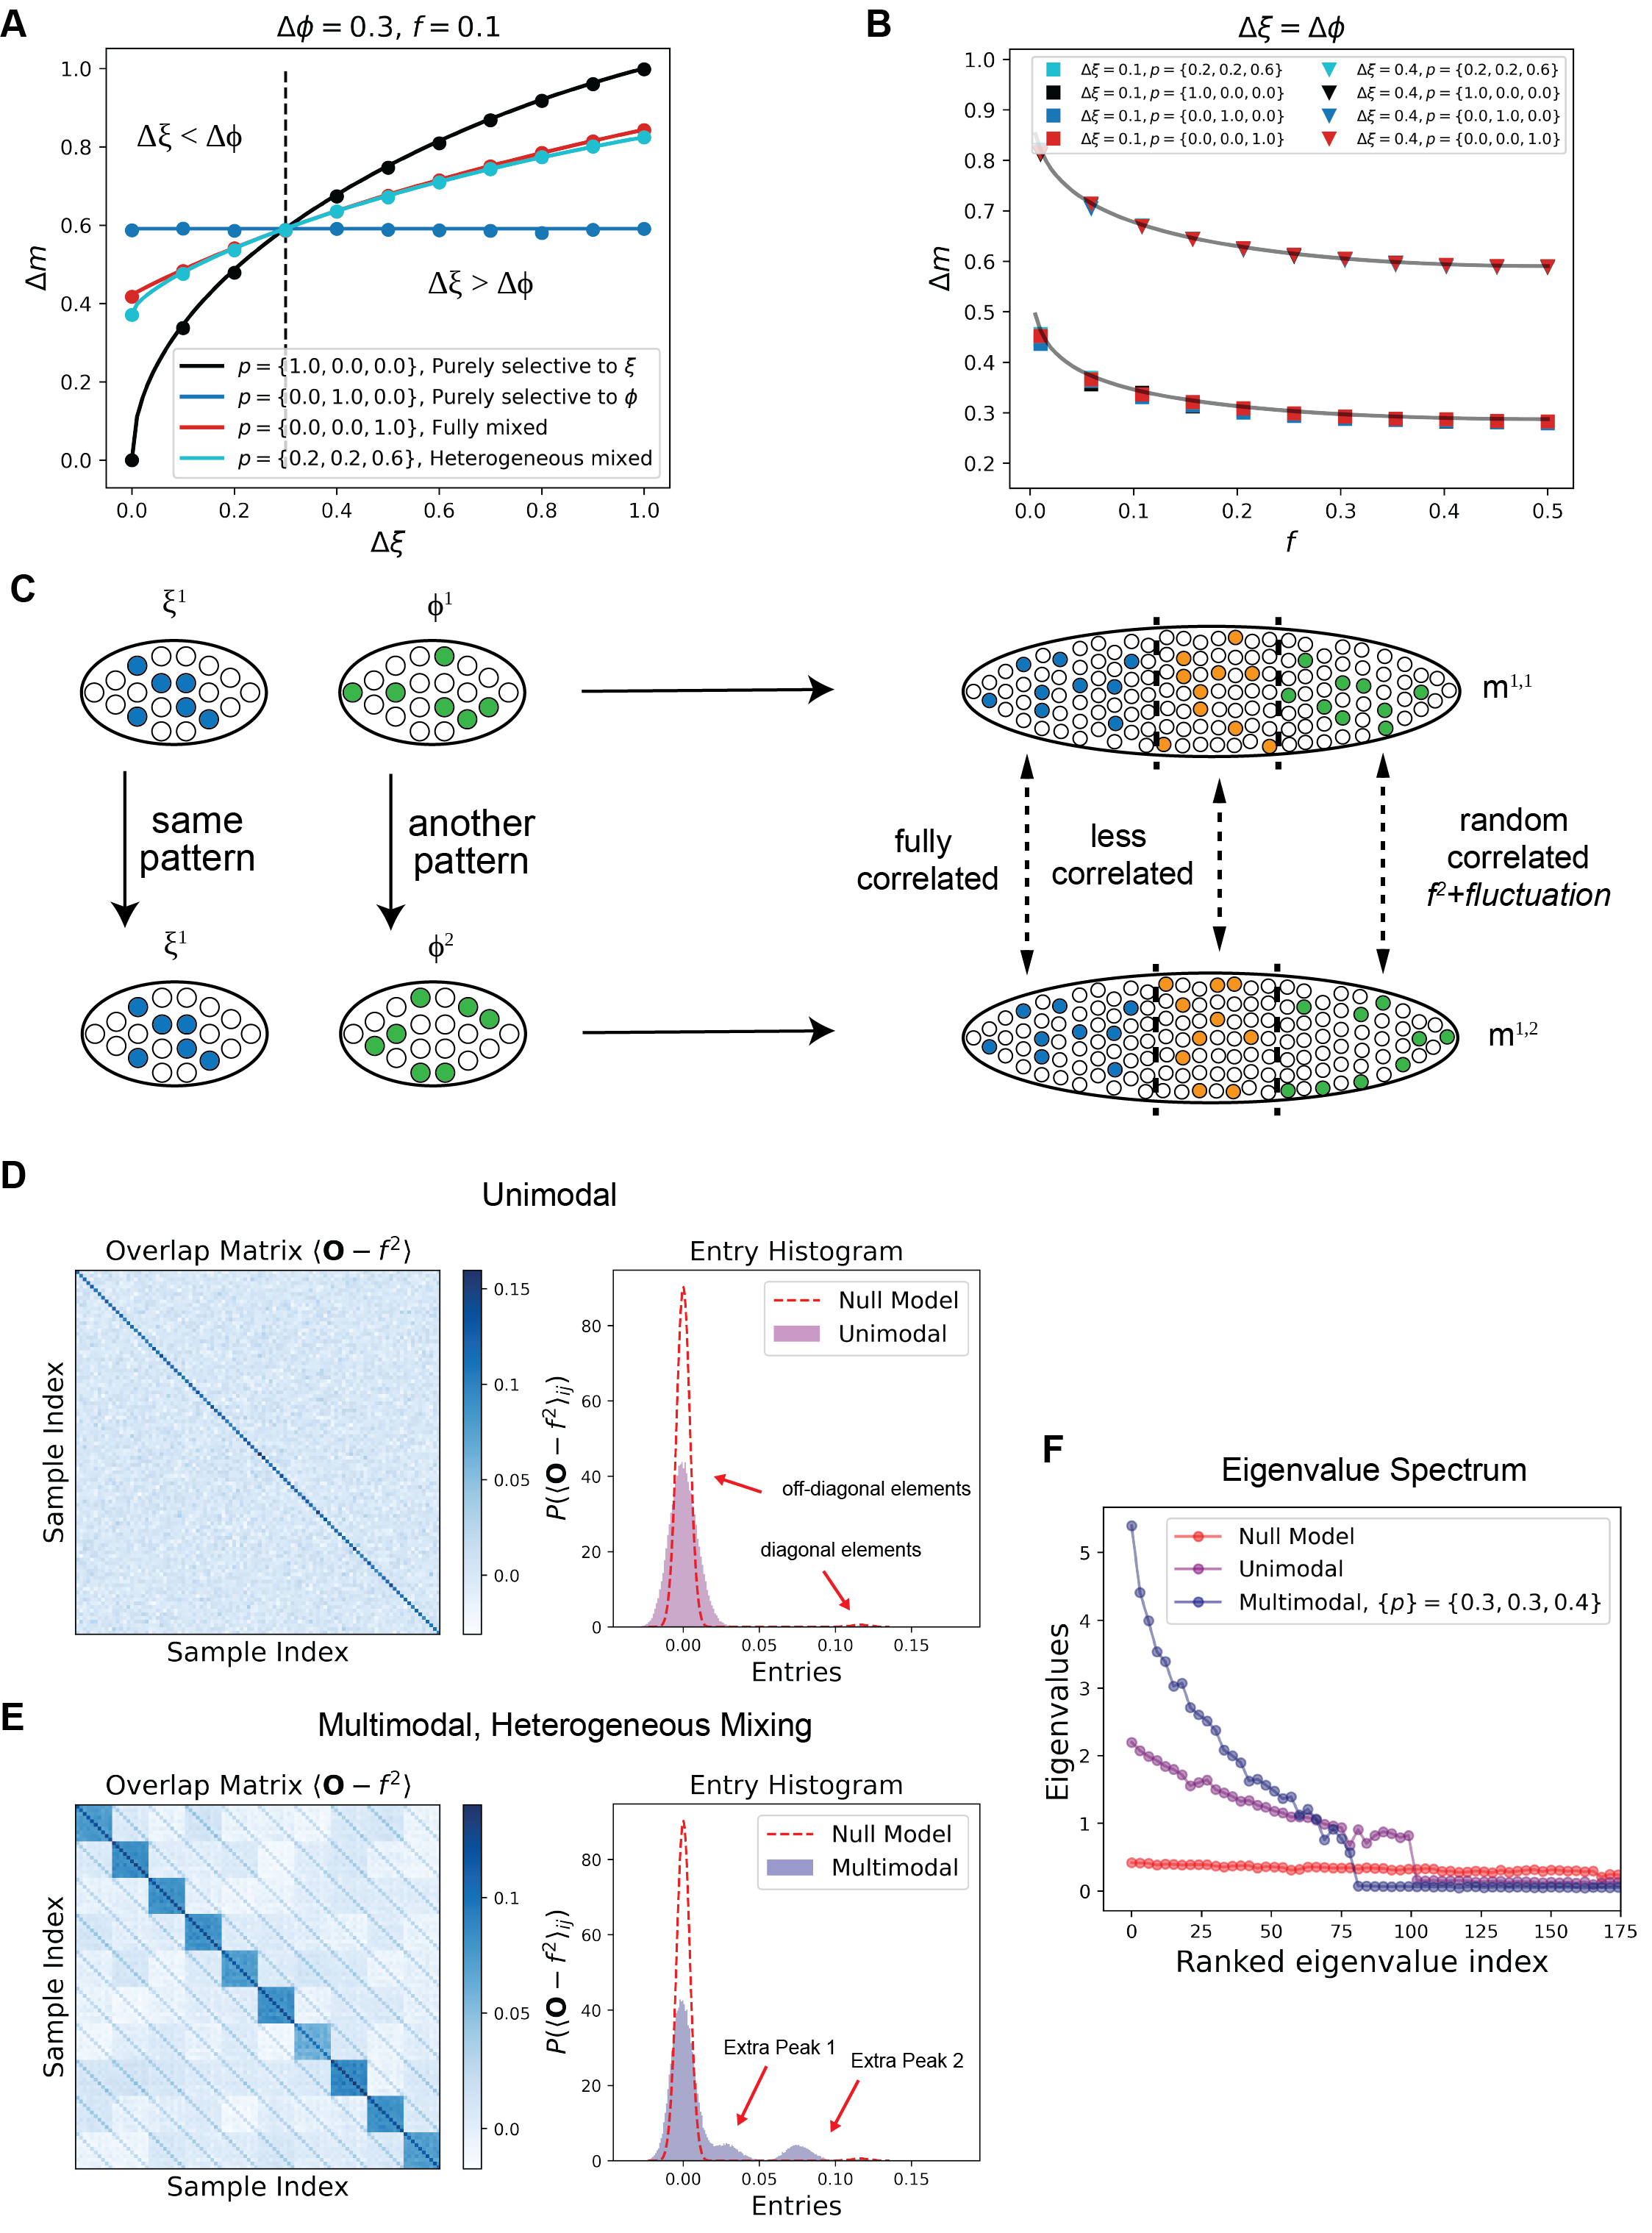 A
Δϕ = 0.3, f = 0.1
1.0
0.8
0.6
0.4
0.2
0.0
Δm
Δξ < Δϕ
Δξ > Δϕ
p = {1.0, 0.0, 0.0}, Purely selective to ξ
p = {0.0, 1.0, 0.0}, Purely selective to ϕ
p = {0.0, 0.0, 1.0}, Fully mixed
p = {0.2, 0.2, 0.6}, Heterogeneous mixed
0.0 0.2 0.4 0.6 0.8 1.0
Δξ
B
Δξ = Δϕ
1.0
0.9
0.8
0.7
0.6
0.5
0.4
0.3
0.2
Δm
Δξ = 0.1, p = {0.2, 0.2, 0.6}
Δξ = 0.1, p = {1.0, 0.0, 0.0}
Δξ = 0.1, p = {0.0, 1.0, 0.0}
Δξ = 0.1, p = {0.0, 0.0, 1.0}
Δξ = 0.4, p = {0.2, 0.2, 0.6}
Δξ = 0.4, p = {1.0, 0.0, 0.0}
Δξ = 0.4, p = {0.0, 1.0, 0.0}
Δξ = 0.4, p = {0.0, 0.0, 1.0}
0.0 0.1 0.2 0.3 0.4 0.5
f
C
ξ¹
ϕ¹
m¹,¹
same
pattern
another
pattern
fully
correlated
less
correlated
random
correlated
f²+fluctuation
ξ¹
ϕ²
m¹,²
D
Unimodal
Overlap Matrix ⟨O − f²⟩
Sample Index
Sample Index
0.15
0.1
0.05
0.0
Entry Histogram
P(⟨O − f²⟩ij)
80
60
40
20
0
Null Model
Unimodal
off-diagonal elements
diagonal elements
0.00 0.05 0.10 0.15
Entries
E
Multimodal, Heterogeneous Mixing
Overlap Matrix ⟨O − f²⟩
Sample Index
Sample Index
0.1
0.05
0.0
Entry Histogram
P(⟨O − f²⟩ij)
80
60
40
20
0
Null Model
Multimodal
Extra Peak 1
Extra Peak 2
0.00 0.05 0.10 0.15
Entries
F
Eigenvalue Spectrum
Eigenvalues
5
4
3
2
1
0
Null Model
Unimodal
Multimodal, {p} = {0.3, 0.3, 0.4}
0 25 50 75 100 125 150 175
Ranked eigenvalue index